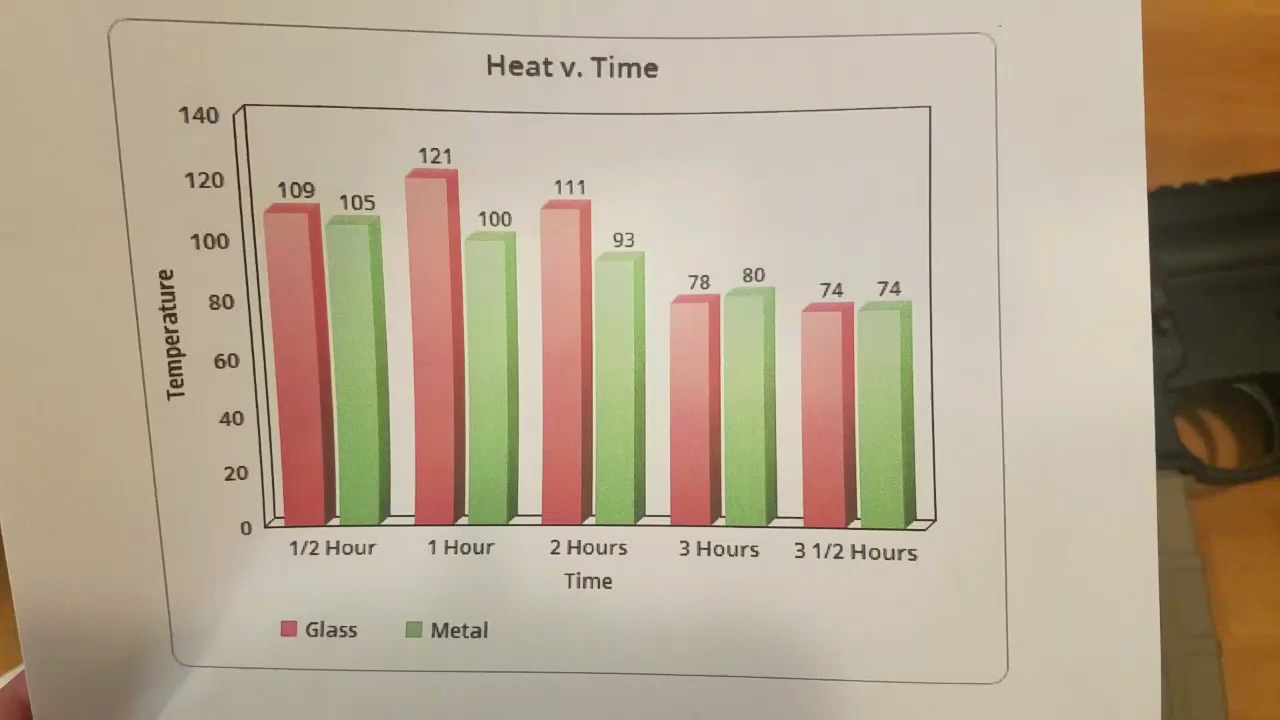 Heat v. Time
140
120
100
80
60
40
20
0
Temperature
109
105
121
100
111
93
78
80
74
74
1/2 Hour
1 Hour
2 Hours
3 Hours
3 1/2 Hours
Time
Glass
Metal